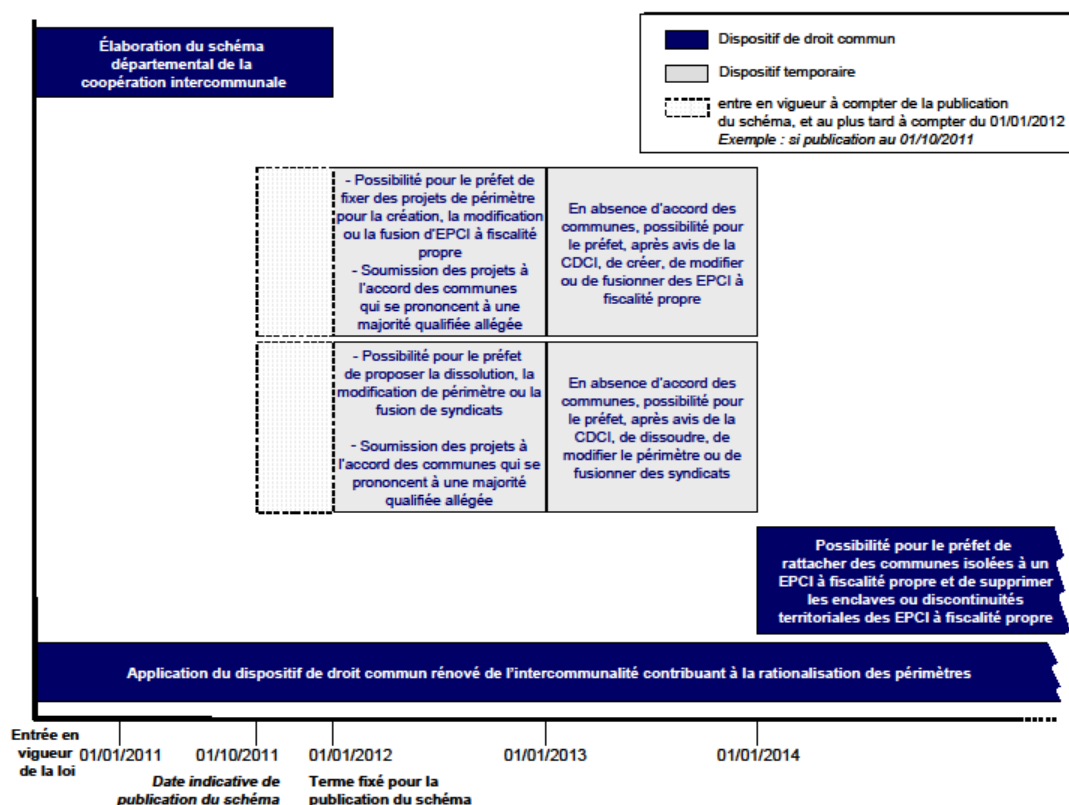 Élaboration du schéma
départemental de la
coopération intercommunale
Dispositif de droit commun
Dispositif temporaire
entre en vigueur à compter de la publication
du schéma, et au plus tard à compter du 01/01/2012
Exemple : si publication au 01/10/2011
- Possibilité pour le préfet de
fixer des projets de périmètre
pour la création, la modification
ou la fusion d'EPCI à fiscalité
propre
- Soumission des projets à
l'accord des communes
qui se prononcent à une
majorité qualifiée allégée
En absence d'accord des
communes, possibilité pour
le préfet, après avis de la
CDCI, de créer, de modifier
ou de fusionner des EPCI à
fiscalité propre
- Possibilité pour le préfet
de proposer la dissolution, la
modification de périmètre ou la
fusion de syndicats
- Soumission des projets à
l'accord des communes qui se
prononcent à une majorité
qualifiée allégée
En absence d'accord des
communes, possibilité pour
le préfet, après avis de la
CDCI, de dissoudre, de
modifier le périmètre ou de
fusionner des syndicats
Possibilité pour le préfet de
rattacher des communes isolées à un
EPCI à fiscalité propre et de supprimer
les enclaves ou discontinuités
territoriales des EPCI à fiscalité propre
Application du dispositif de droit commun rénové de l'intercommunalité contribuant à la rationalisation des périmètres
Entrée en
vigueur
de la loi
01/01/2011
01/10/2011
01/01/2012
01/01/2013
01/01/2014
Date indicative de
publication du schéma
Terme fixé pour la
publication du schéma